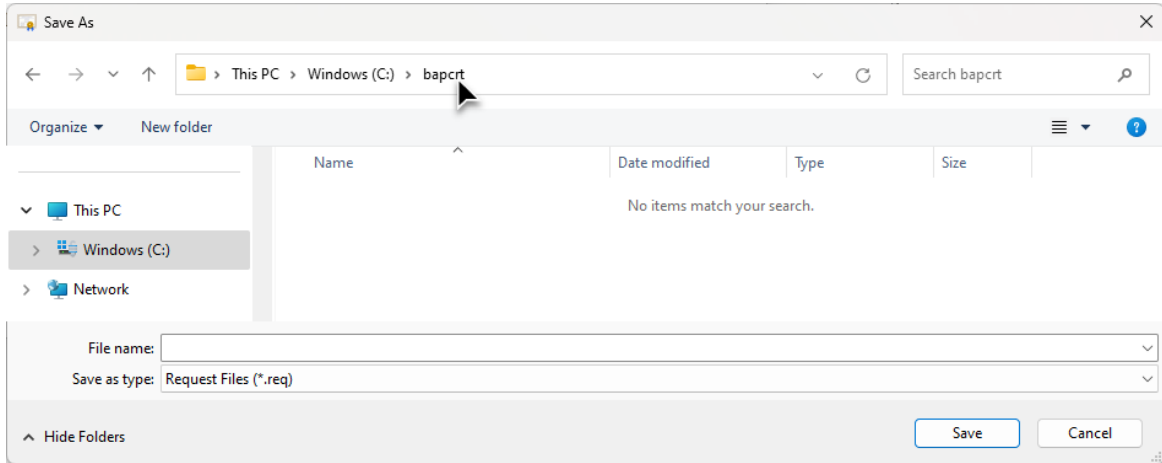 Save As
This PC > Windows (C:) > bapcrt
Search bapcrt
Organize
New folder
?
Name
Date modified
Type
Size
No items match your search.
This PC
Windows (C:)
Network
File name:
Save as type: Request Files (*.req)
Hide Folders
Save
Cancel